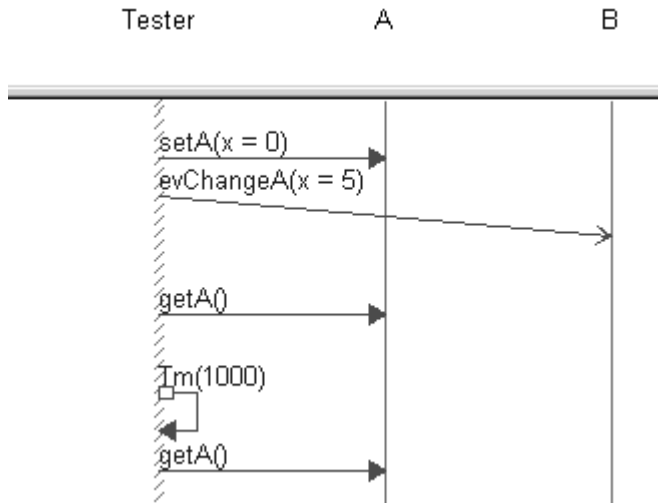 Tester A B
setA(x = 0)
evChangeA(x = 5)
getA()
Tm(1000)
getA()